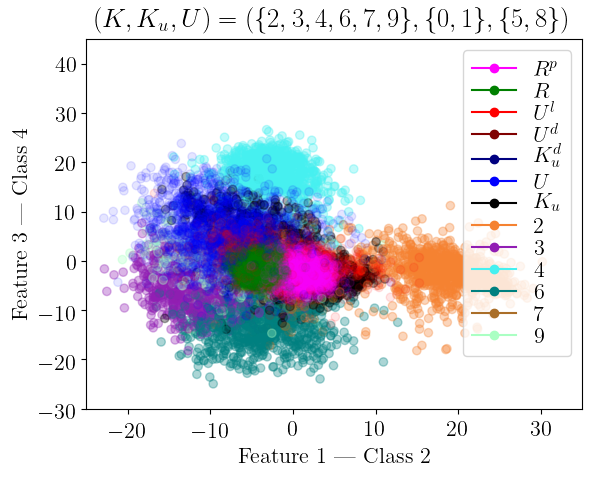 (K, K_u, U) = ({2, 3, 4, 6, 7, 9}, {0, 1}, {5, 8})
Feature 3 — Class 4
40
30
20
10
0
−10
−20
−30
R^p
R
U^l
U^d
K_u^d
U
K_u
2
3
4
6
7
9
−20
−10
0
10
20
30
Feature 1 — Class 2